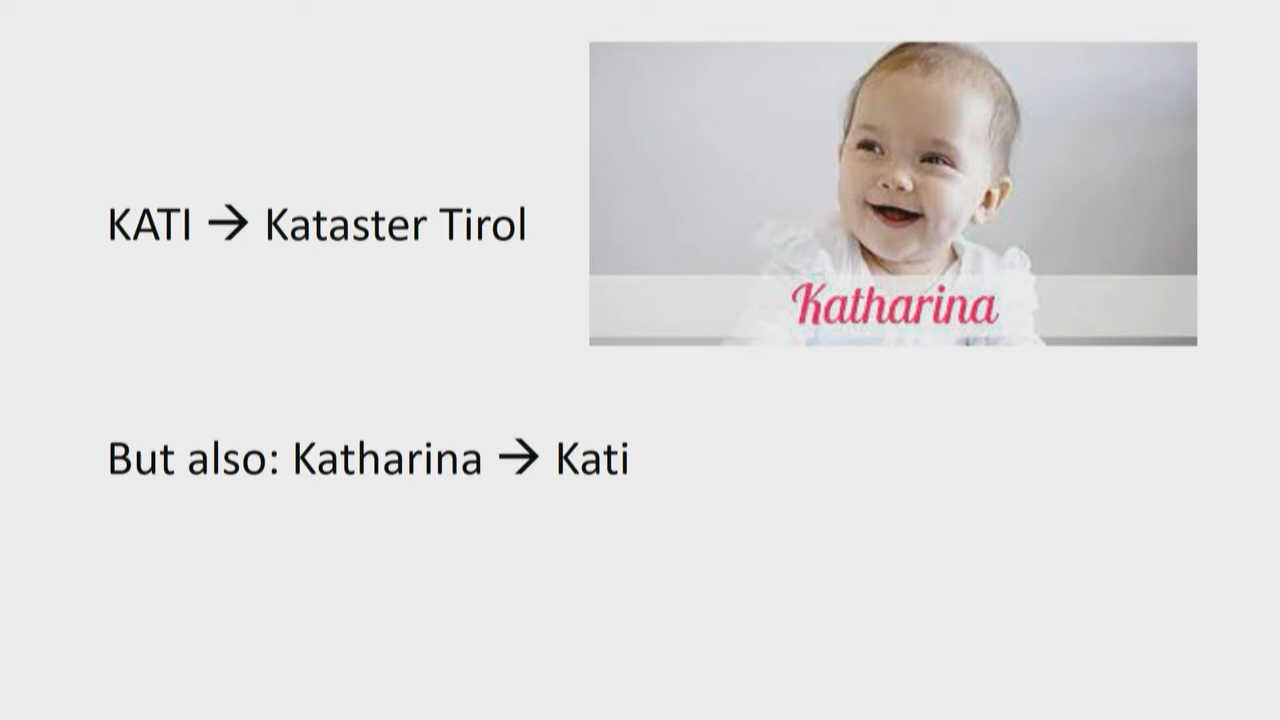 KATI → Kataster Tirol
Katharina
But also: Katharina → Kati